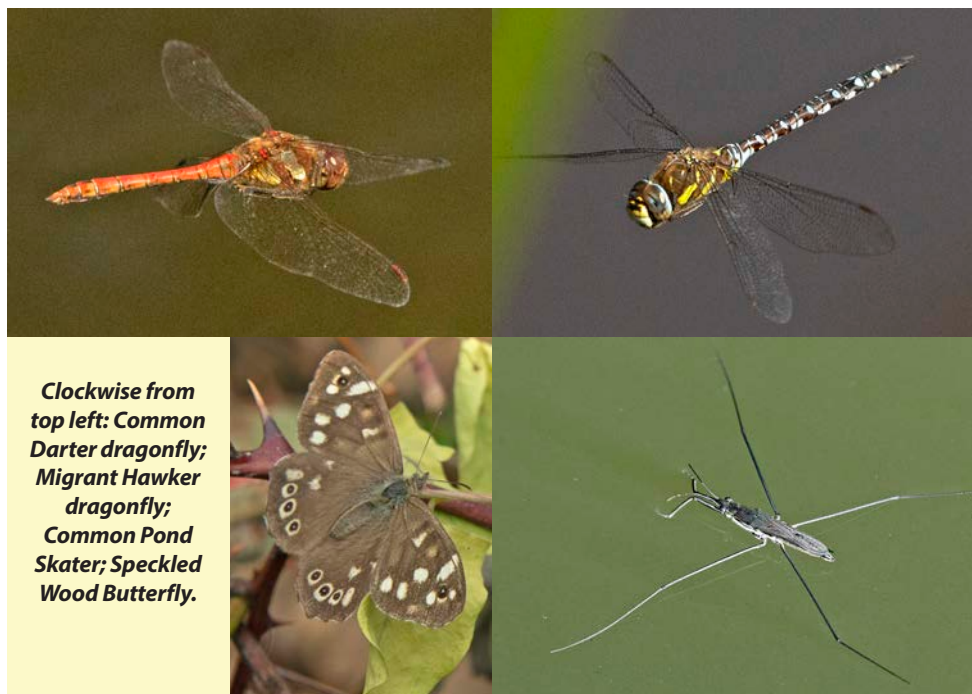 Clockwise from
top left: Common
Darter dragonfly;
Migrant Hawker
dragonfly;
Common Pond
Skater; Speckled
Wood Butterfly.